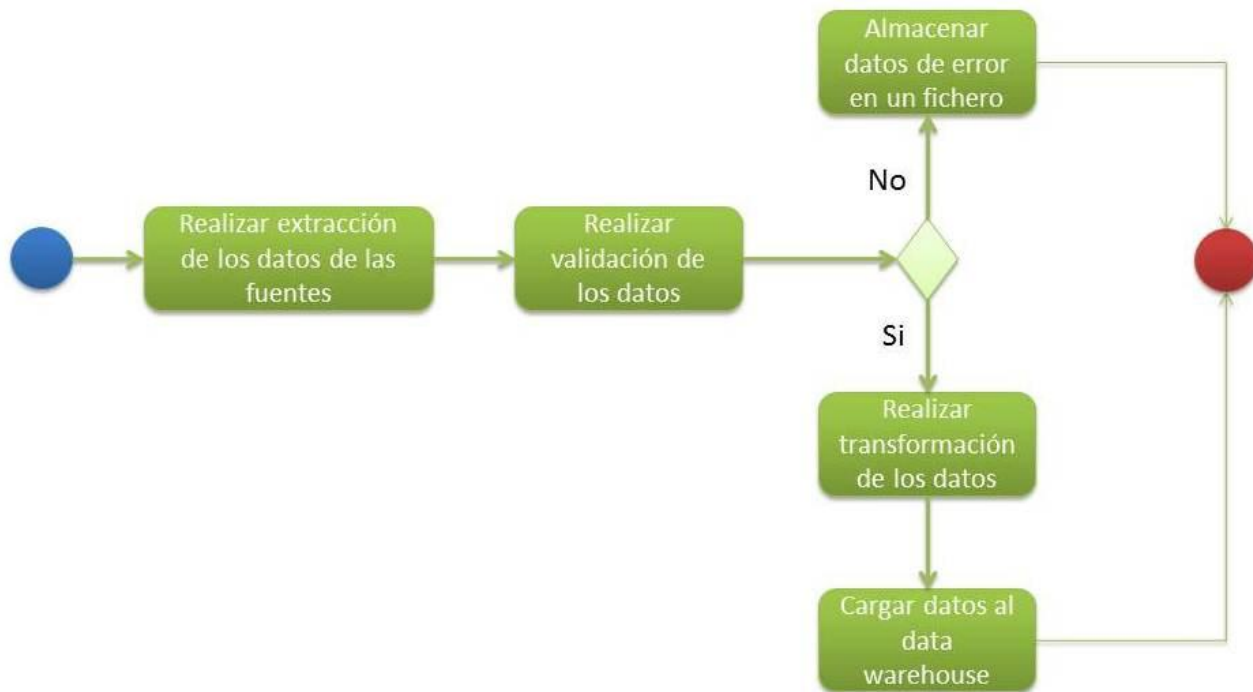 Almacenar
datos de error
en un fichero
No
Realizar extracción
de los datos de las
fuentes
Realizar
validación de
los datos
Si
Realizar
transformación
de los datos
Cargar datos al
data
warehouse